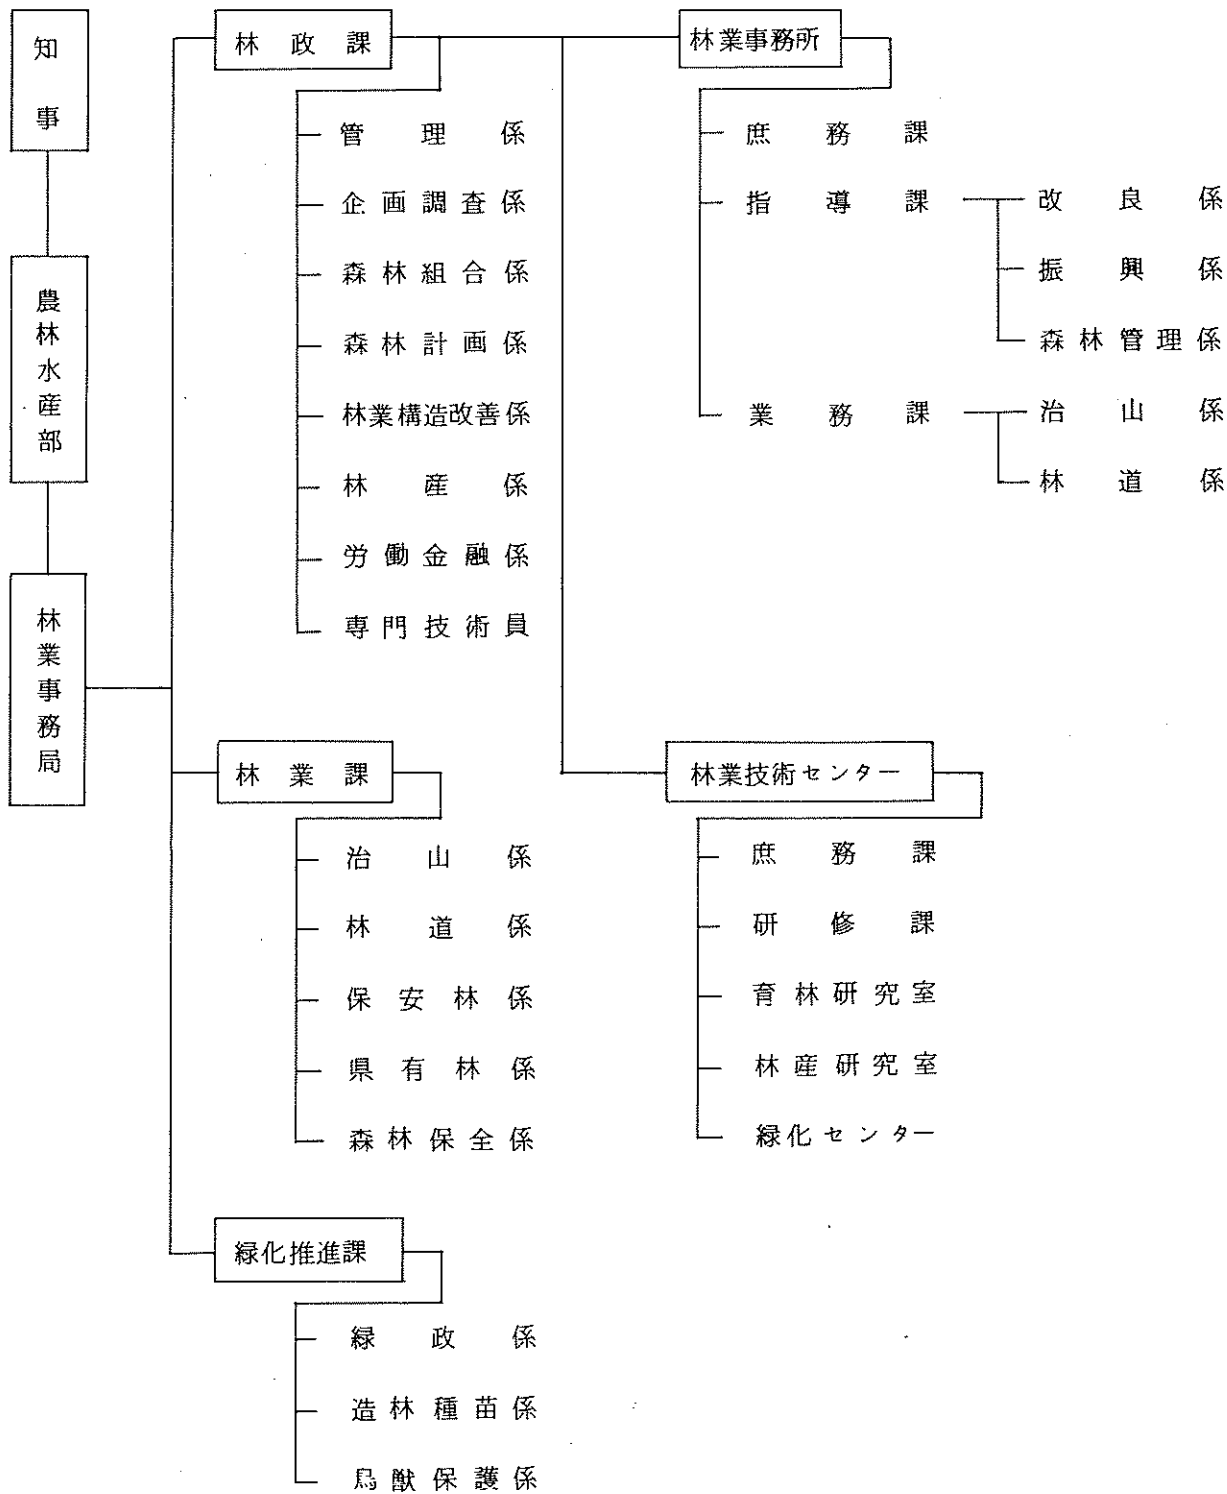 知事
農林水産部
林業事務局
林政課
管理係
企画調査係
森林組合係
森林計画係
林業構造改善係
林産係
労働金融係
専門技術員
林業課
治山係
林道係
保安林係
県有林係
森林保全係
緑化推進課
緑政係
造林種苗係
鳥獣保護係
林業事務所
庶務課
指導課
改良係
振興係
森林管理係
業務課
治山係
林道係
林業技術センター
庶務課
研修課
育林研究室
林産研究室
緑化センター